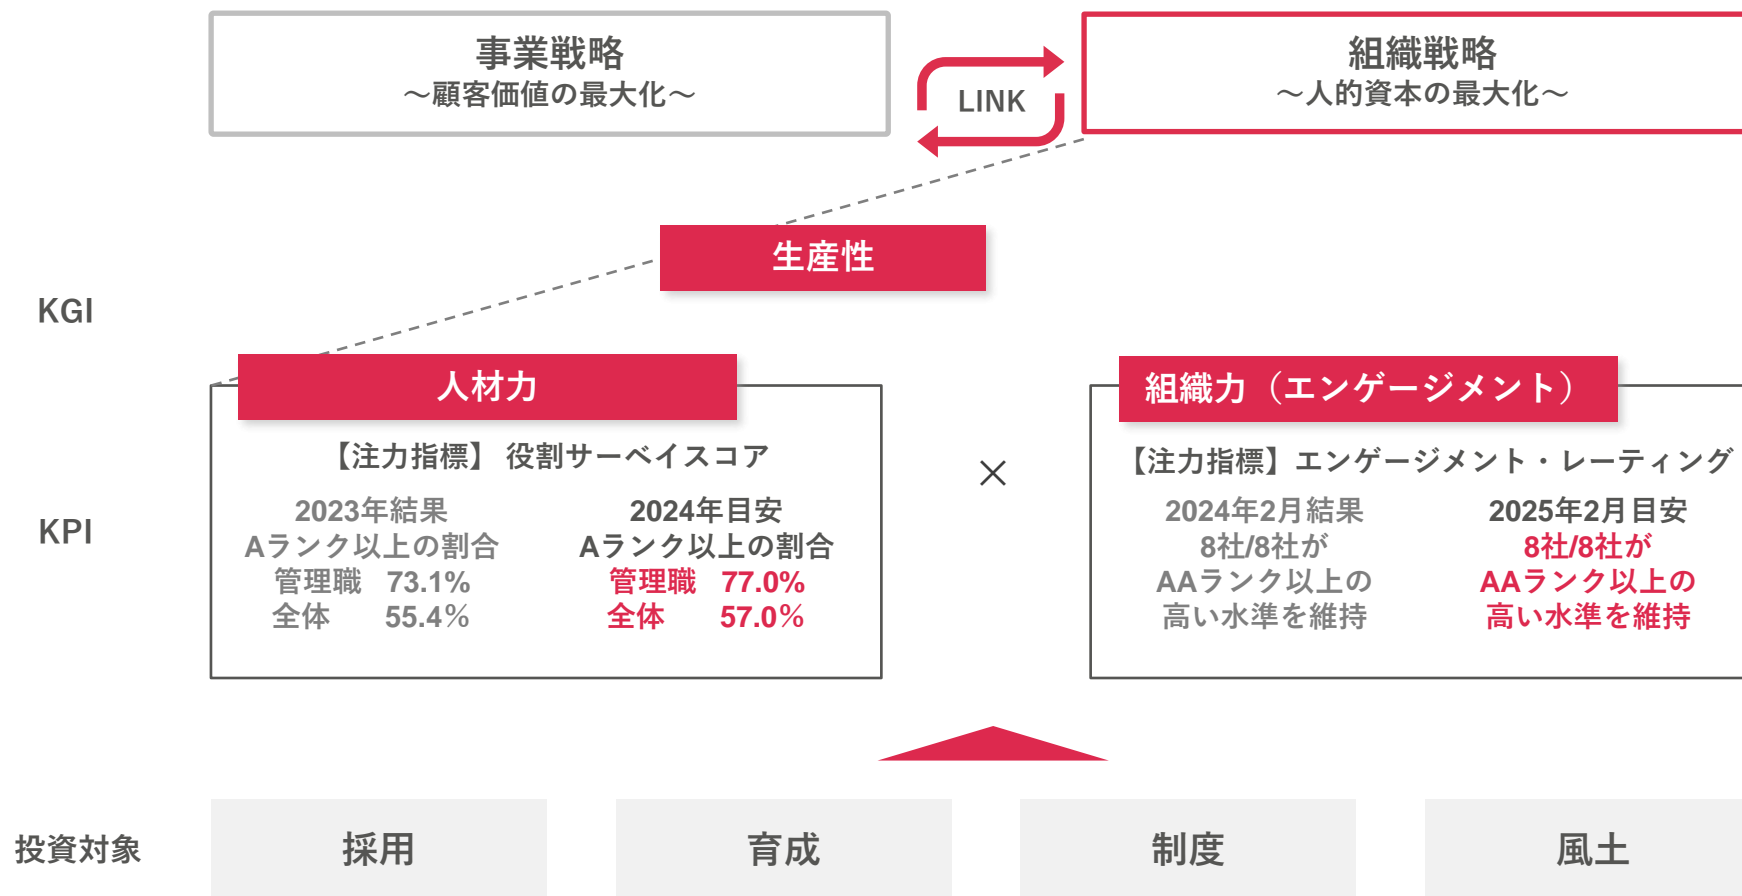 事業戦略
～顧客価値の最大化～
LINK
組織戦略
～人的資本の最大化～
KGI
生産性
KPI
人材力
【注力指標】 役割サーベイスコア
2023年結果
Aランク以上の割合
管理職 73.1%
全体 55.4%
2024年目安
Aランク以上の割合
管理職 77.0%
全体 57.0%
×
組織力（エンゲージメント）
【注力指標】エンゲージメント・レーティング
2024年2月結果
8社/8社が
AAランク以上の
高い水準を維持
2025年2月目安
8社/8社が
AAランク以上の
高い水準を維持
投資対象
採用
育成
制度
風土